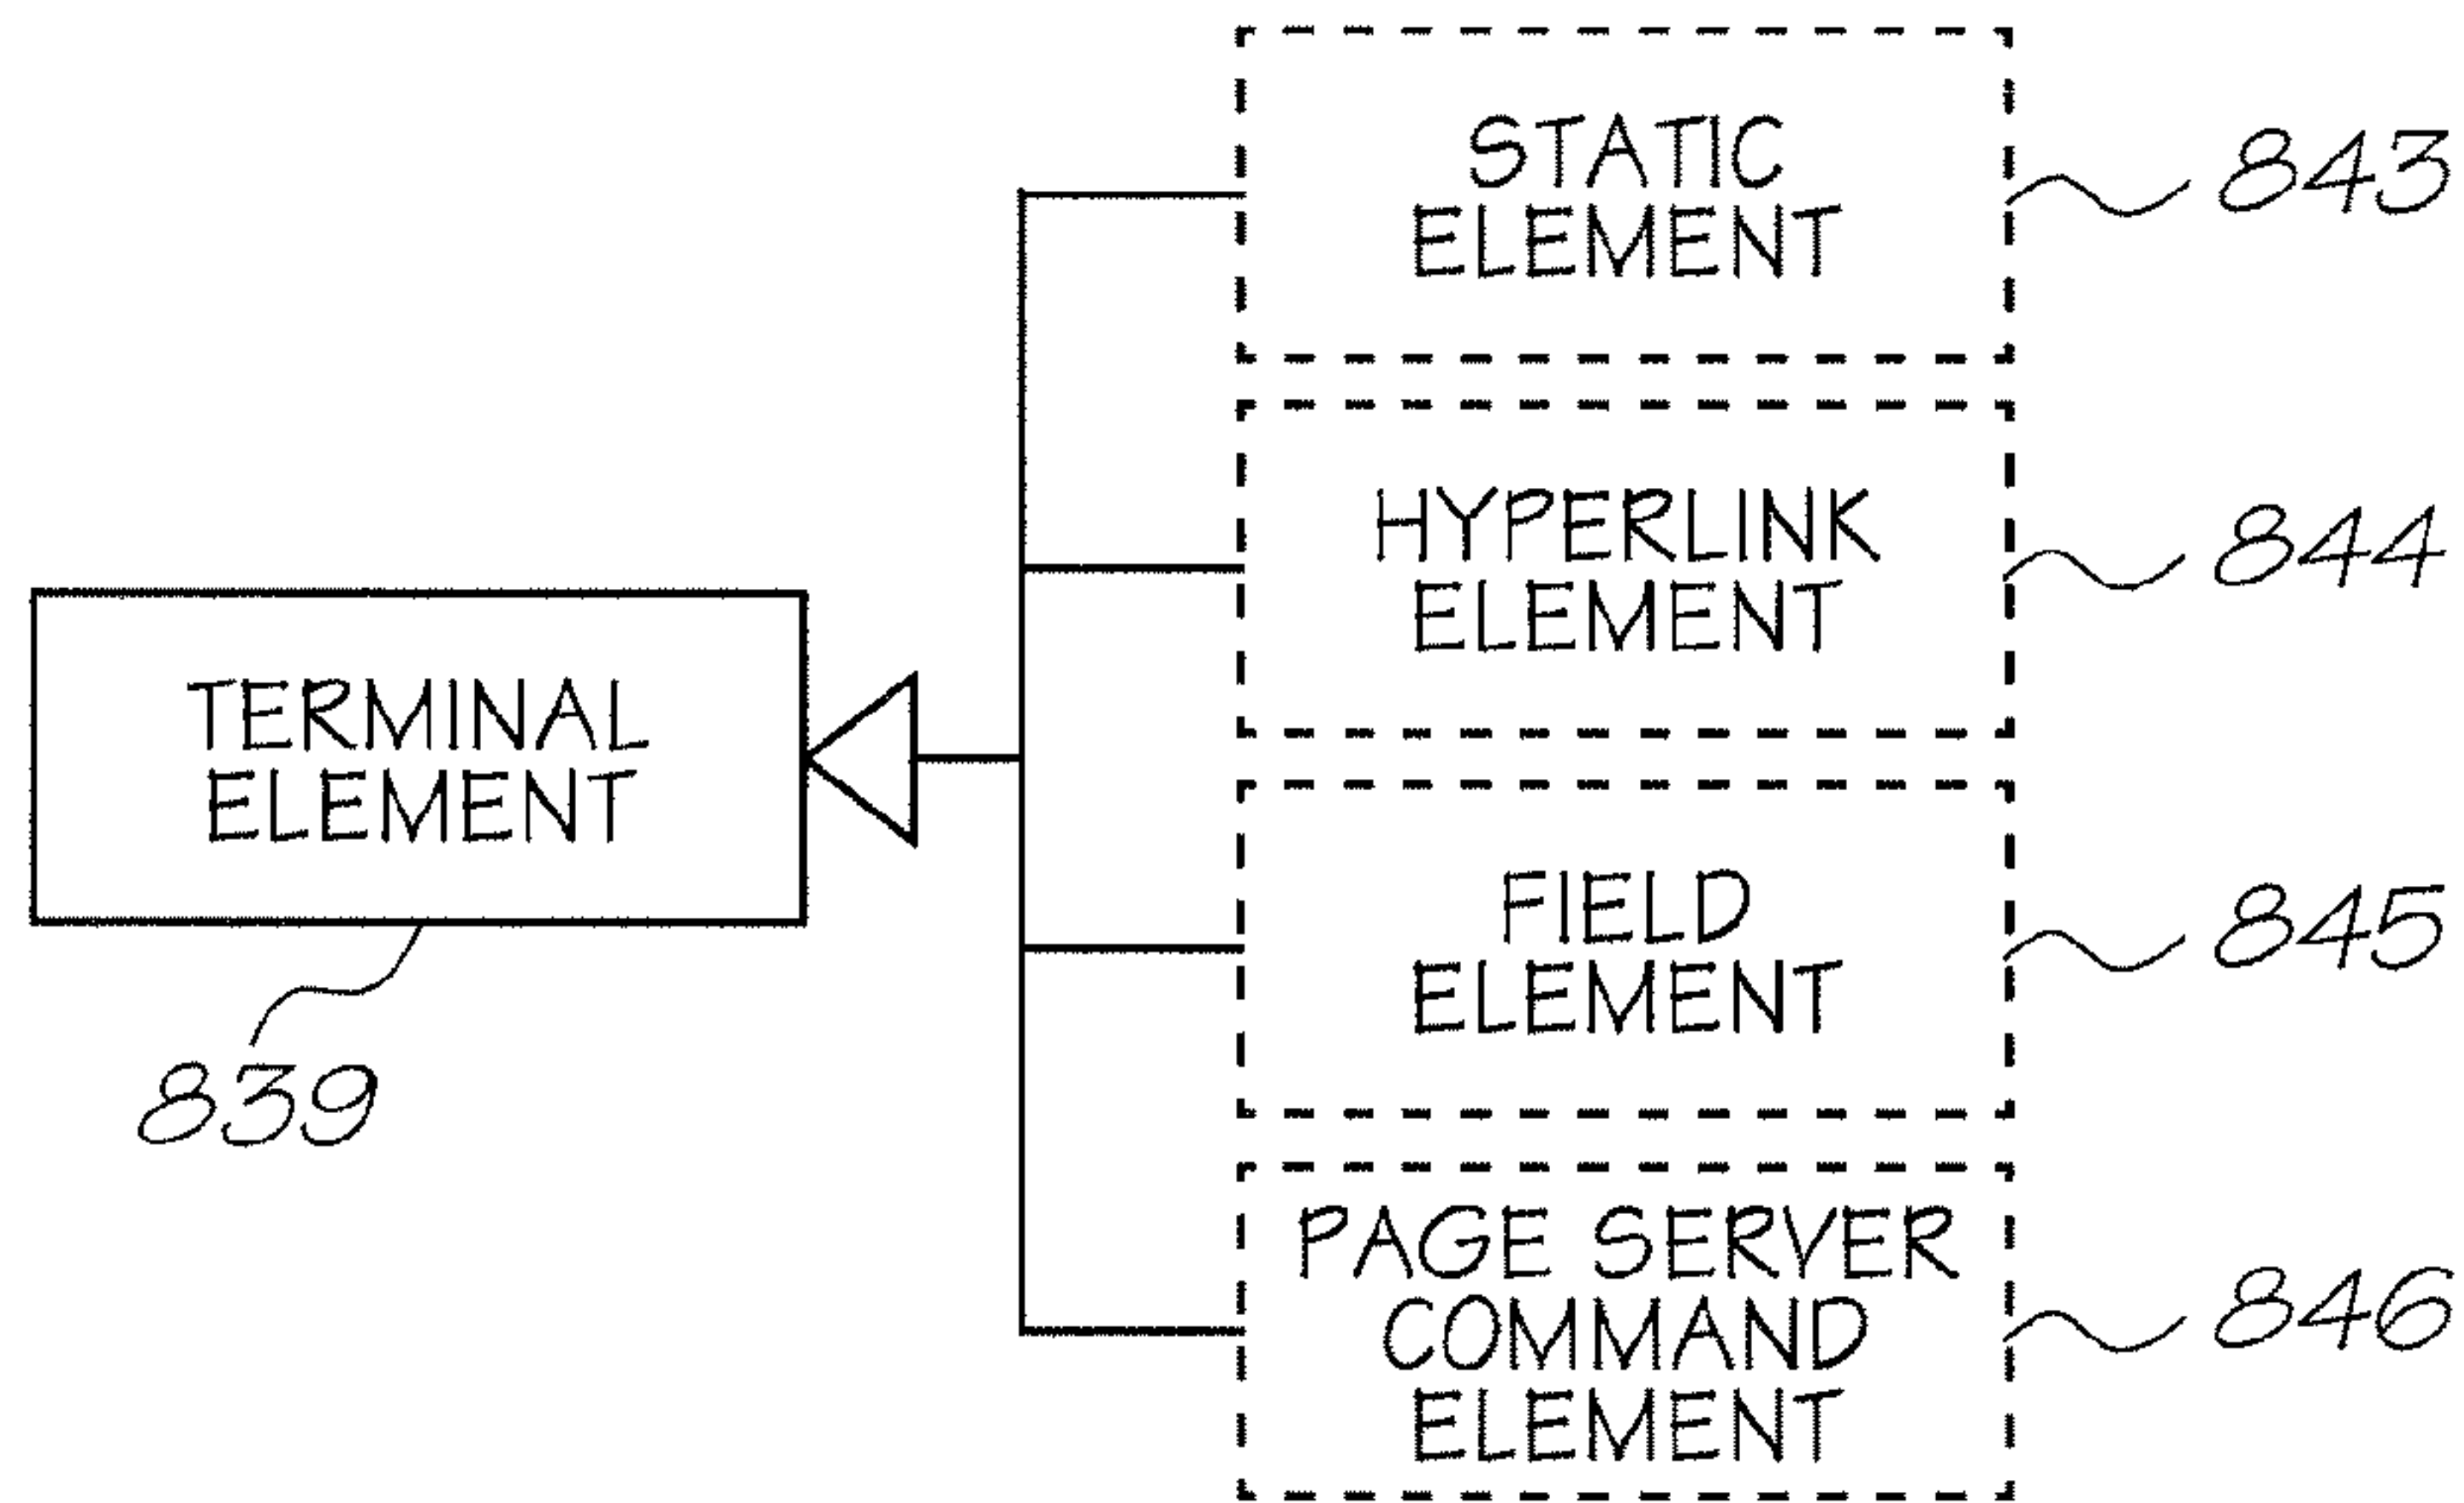 STATIC
ELEMENT
843
HYPERLINK
ELEMENT
844
TERMINAL
ELEMENT
839
FIELD
ELEMENT
845
PAGE SERVER
COMMAND
ELEMENT
846